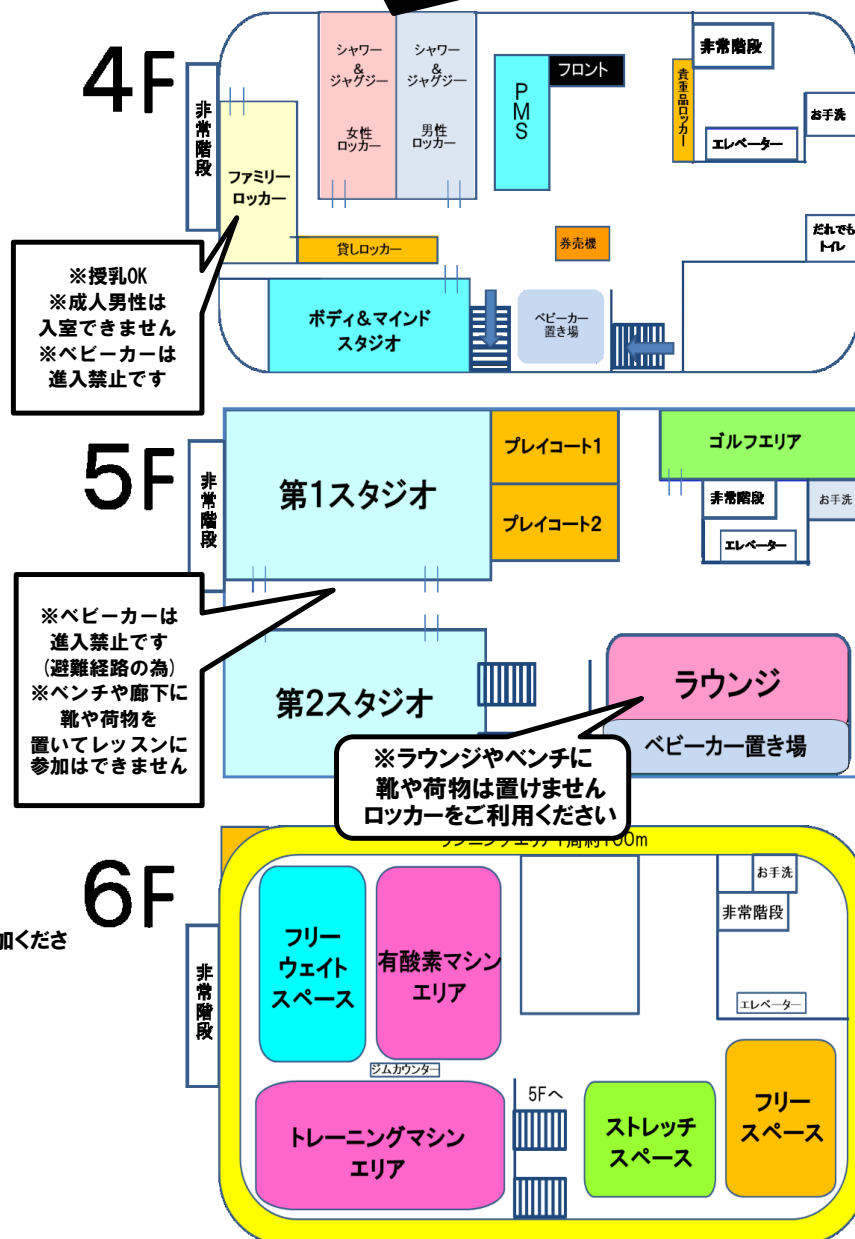 4F
非常階段
シャワー
&
ジャグジー
女性
ロッカー
シャワー
&
ジャグジー
男性
ロッカー
PMS
フロント
貴重品ロッカー
非常階段
お手洗
エレベーター
ファミリー
ロッカー
貸しロッカー
券売機
だれでも
トイレ
※授乳OK
※成人男性は
入室できません
※ベビーカーは
進入禁止です
ボディ&マインド
スタジオ
ベビーカー
置き場
5F
非常階段
第1スタジオ
プレイコート1
プレイコート2
ゴルフエリア
非常階段
お手洗
エレベーター
※ベビーカーは
進入禁止です
(避難経路の為)
※ベンチや廊下に
靴や荷物を
置いてレッスンに
参加はできません
第2スタジオ
ラウンジ
ベビーカー置き場
※ラウンジやベンチに
靴や荷物は置けません
ロッカーをご利用ください
6F
加くださ
非常階段
フリー
ウェイト
スペース
有酸素マシン
エリア
お手洗
非常階段
エレベーター
ジムカウンター
トレーニングマシン
エリア
5Fへ
ストレッチ
スペース
フリー
スペース